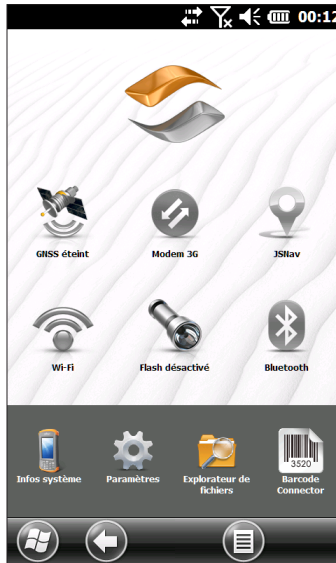 00:12
GNSS éteint
Modem 3G
JSNav
Wi-Fi
Flash désactivé
Bluetooth
3520
Infos système
Paramètres
Explorateur de
fichiers
Barcode
Connector